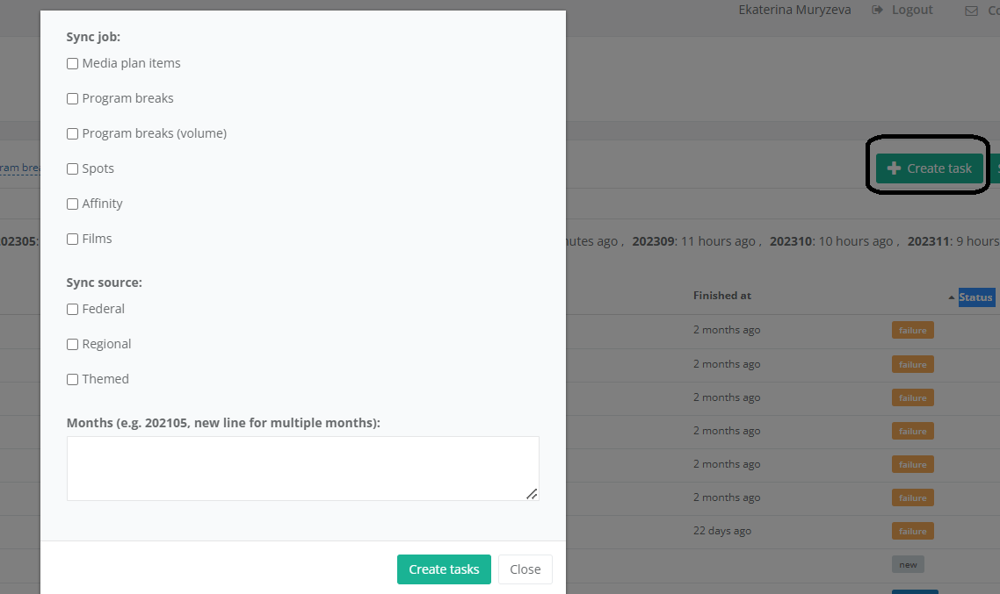 Ekaterina Muryzeva Logout
Sync job:
Media plan items
Program breaks
Program breaks (volume)
Spots
Affinity
Films
Sync source:
Federal
Regional
Themed
Months (e.g. 202105, new line for multiple months):
Create tasks Close
Create task
02305: utes ago , 202309: 11 hours ago , 202310: 10 hours ago , 202311: 9 hours
Finished at Status
2 months ago failure
2 months ago failure
2 months ago failure
2 months ago failure
2 months ago failure
2 months ago failure
22 days ago failure
new